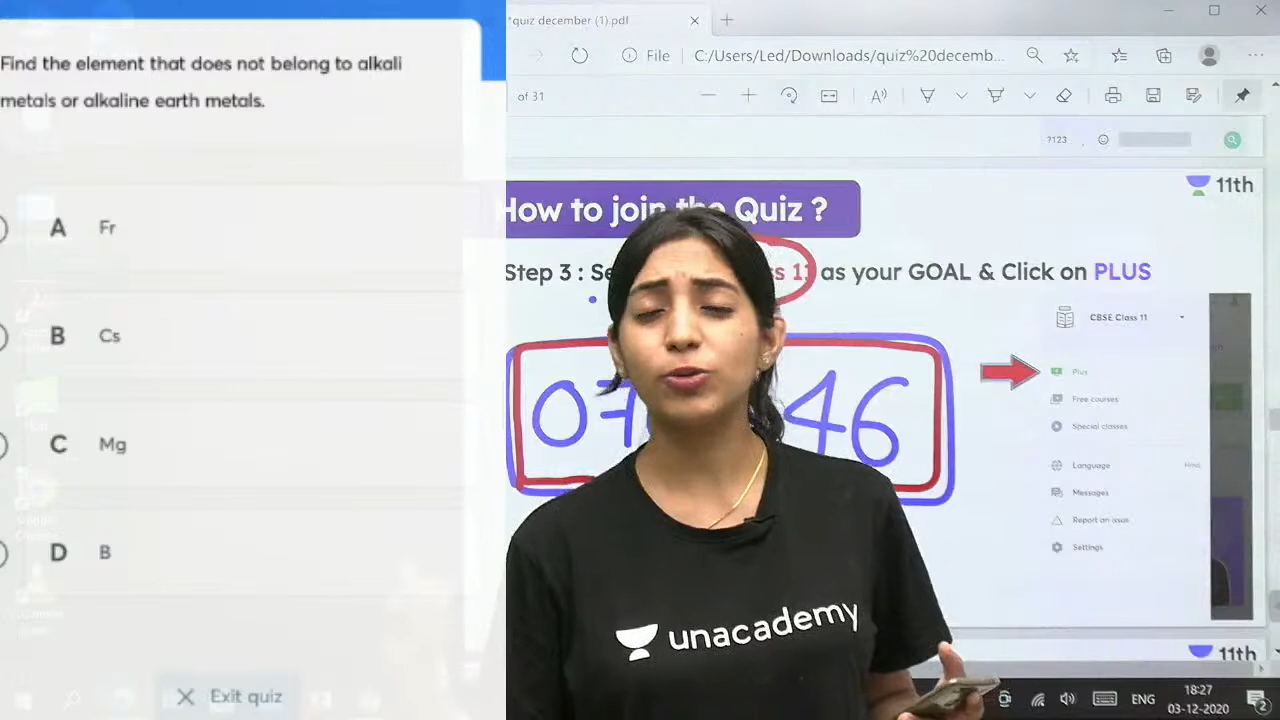 Find the element that does not belong to alkali
metals or alkaline earth metals.
A Fr
B Cs
C Mg
D B
Exit quiz
*quiz december (1).pdf
File C:/Users/Led/Downloads/quiz%20decemb...
of 31
?123
11th
How to join the Quiz ?
Step 3 : as your GOAL & Click on PLUS
CBSE Class 11
Plus
Free courses
Special classes
Language
Messages
Report an issue
Settings
07 46
unacademy
11th
ENG
18:27
03-12-2020
2